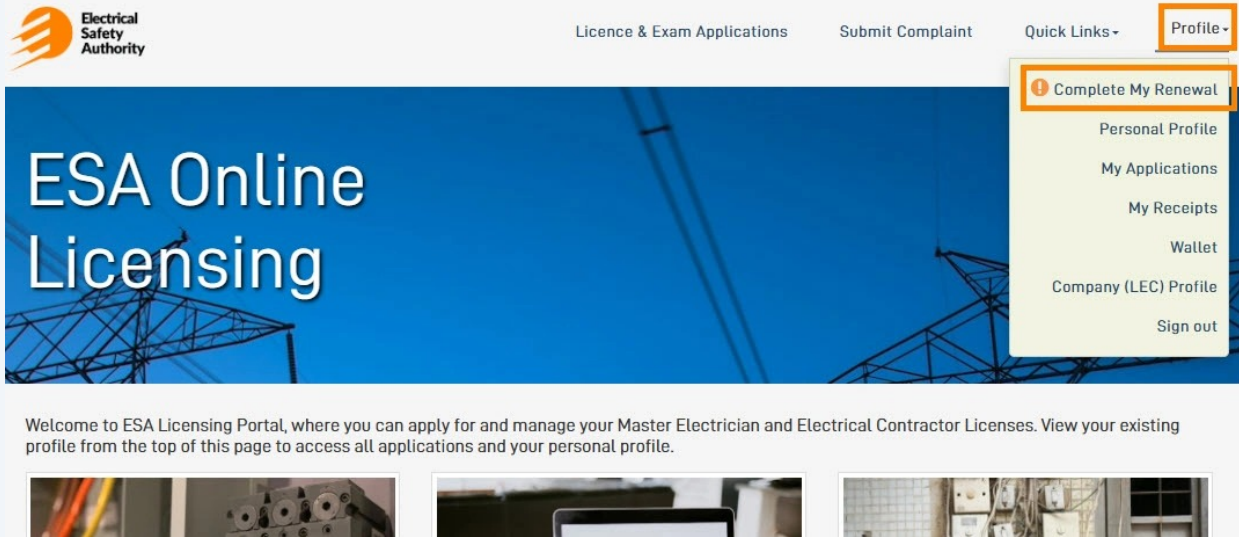 Electrical
Safety
Authority
Licence & Exam Applications
Submit Complaint
Quick Links
Profile
Complete My Renewal
Personal Profile
My Applications
My Receipts
Wallet
Company (LEC) Profile
Sign out
ESA Online
Licensing
Welcome to ESA Licensing Portal, where you can apply for and manage your Master Electrician and Electrical Contractor Licenses. View your existing
profile from the top of this page to access all applications and your personal profile.